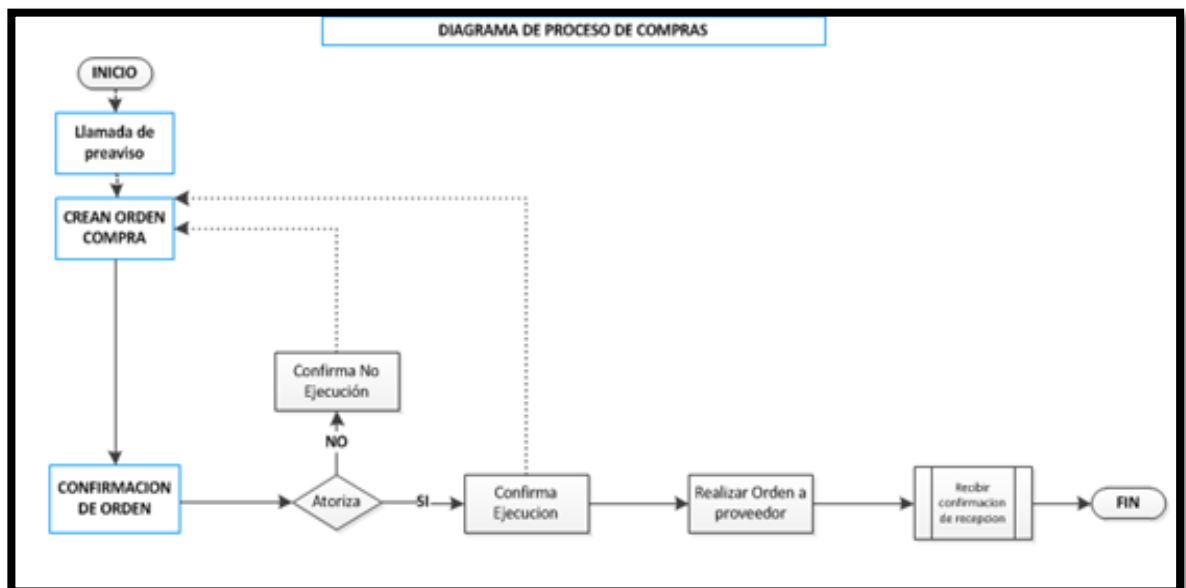 DIAGRAMA DE PROCESO DE COMPRAS
INICIO
Llamada de
preaviso
CREAN ORDEN
COMPRA
Confirma No
Ejecución
NO
CONFIRMACION
DE ORDEN
Atoriza
SI
Confirma
Ejecucion
Realizar Orden a
proveedor
Recibir
confirmacion
de recepcion
FIN